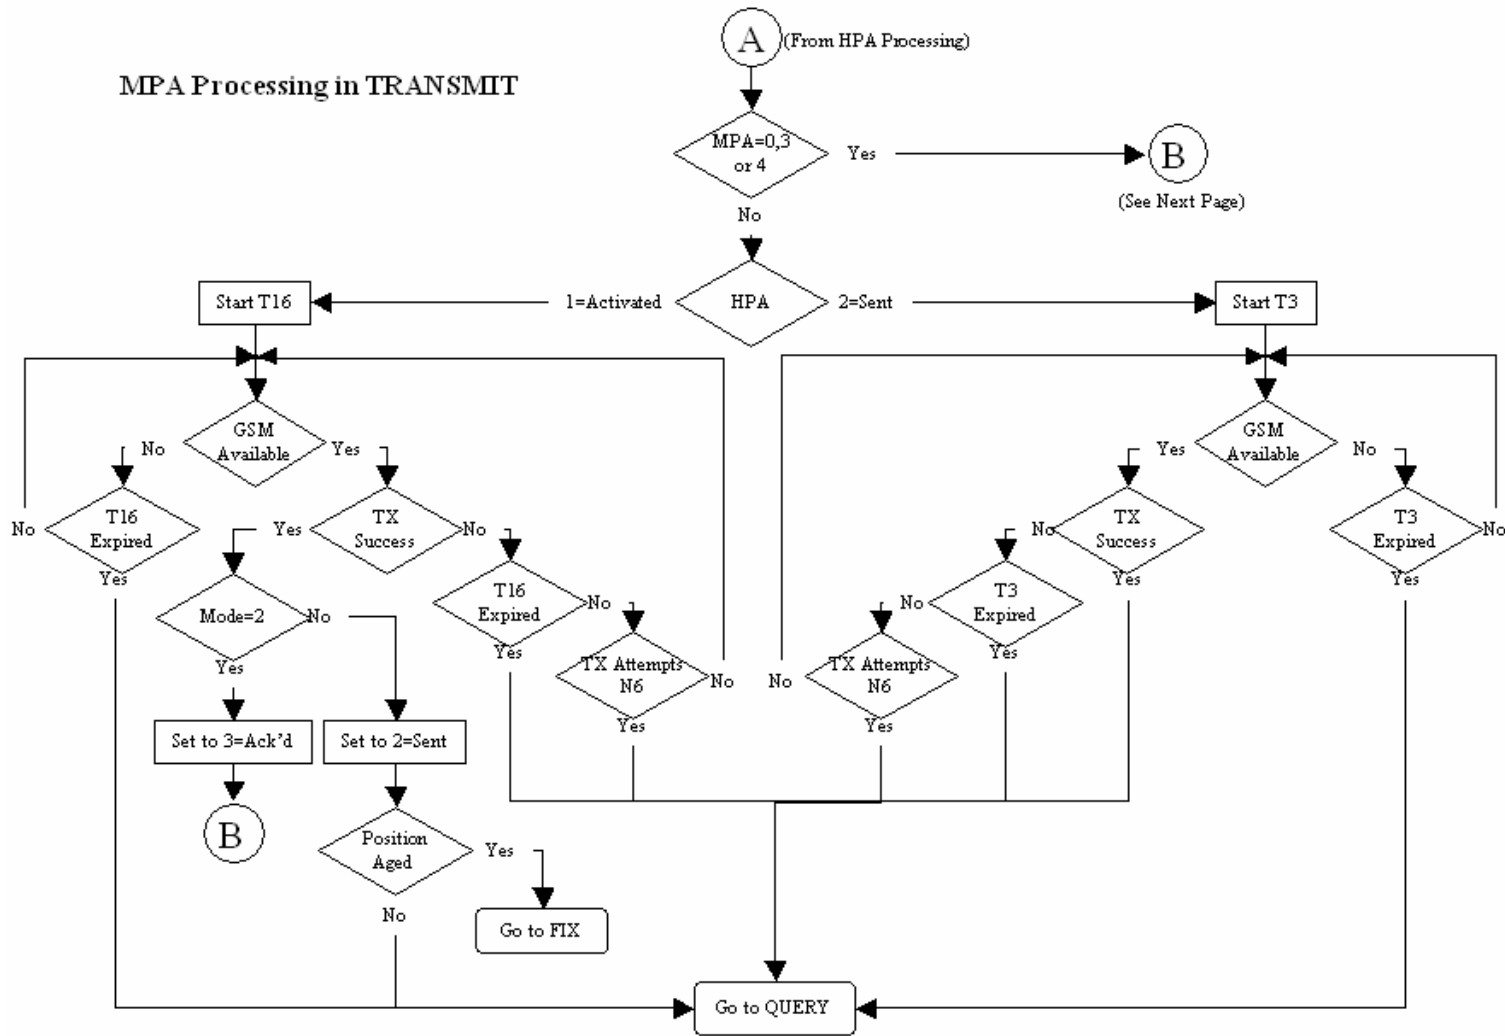 A
(From HPA Processing)
MPA Processing in TRANSMIT
MPA=0,3
or 4
Yes
B
(See Next Page)
No
Start T16
1=Activated
HPA
2=Sent
Start T3
GSM
Available
No
Yes
GSM
Available
Yes
No
No
T16
Expired
Yes
Yes
TX
Success
No
No
TX
Success
Yes
T3
Expired
No
Yes
Mode=2
No
Yes
T16
Expired
No
Yes
No
T3
Expired
Yes
TX Attempts
N6
No
Yes
No
TX Attempts
N6
Yes
Set to 3=Ack'd
Set to 2=Sent
B
Position
Aged
Yes
No
Go to FIX
Go to QUERY